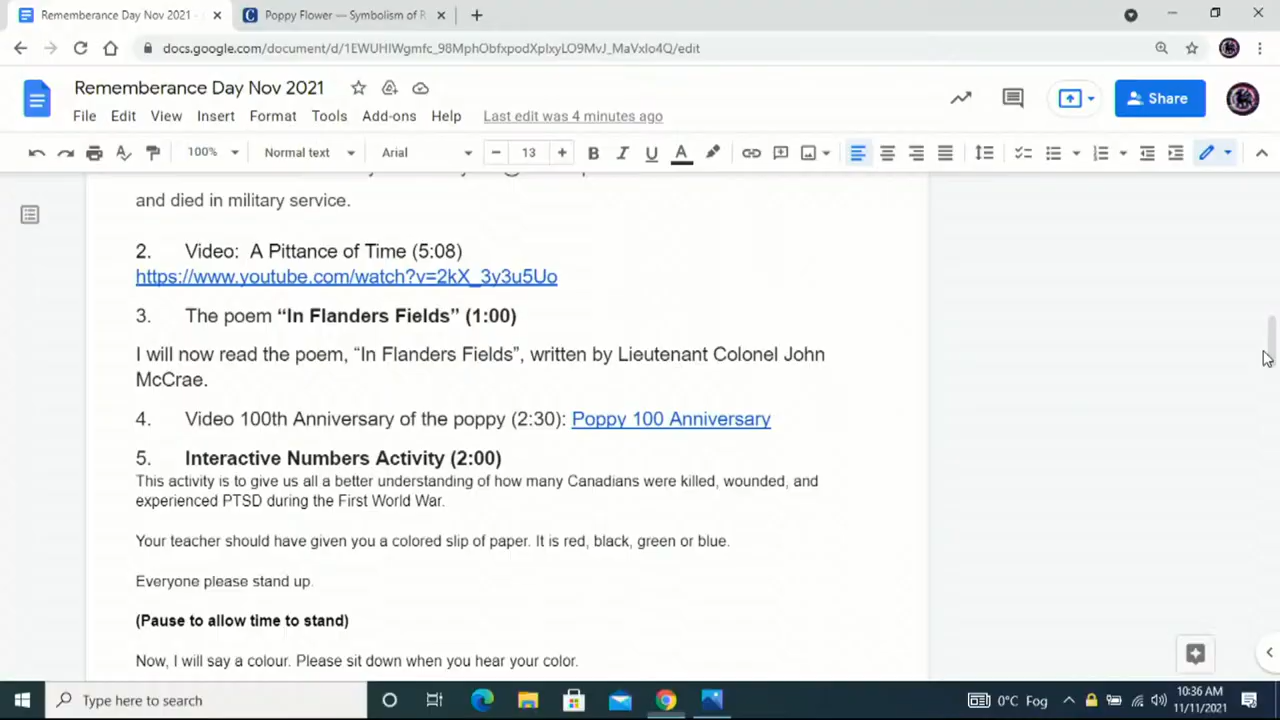 Rememberance Day Nov 2021 -
Poppy Flower — Symbolism of R
docs.google.com/document/d/1EWUHIWgmfc_98MphObfxpodXplxyLO9MvJ_MaVxlo4Q/edit
Rememberance Day Nov 2021
File Edit View Insert Format Tools Add-ons Help Last edit was 4 minutes ago
Share
100% Normal text Arial 13 B I U A
and died in military service.
2. Video: A Pittance of Time (5:08)
https://www.youtube.com/watch?v=2kX_3y3u5Uo
3. The poem “In Flanders Fields” (1:00)
I will now read the poem, “In Flanders Fields”, written by Lieutenant Colonel John
McCrae.
4. Video 100th Anniversary of the poppy (2:30): Poppy 100 Anniversary
5. Interactive Numbers Activity (2:00)
This activity is to give us all a better understanding of how many Canadians were killed, wounded, and
experienced PTSD during the First World War.
Your teacher should have given you a colored slip of paper. It is red, black, green or blue.
Everyone please stand up.
(Pause to allow time to stand)
Now, I will say a colour. Please sit down when you hear your color.
Type here to search
0°C Fog
10:36 AM
11/11/2021